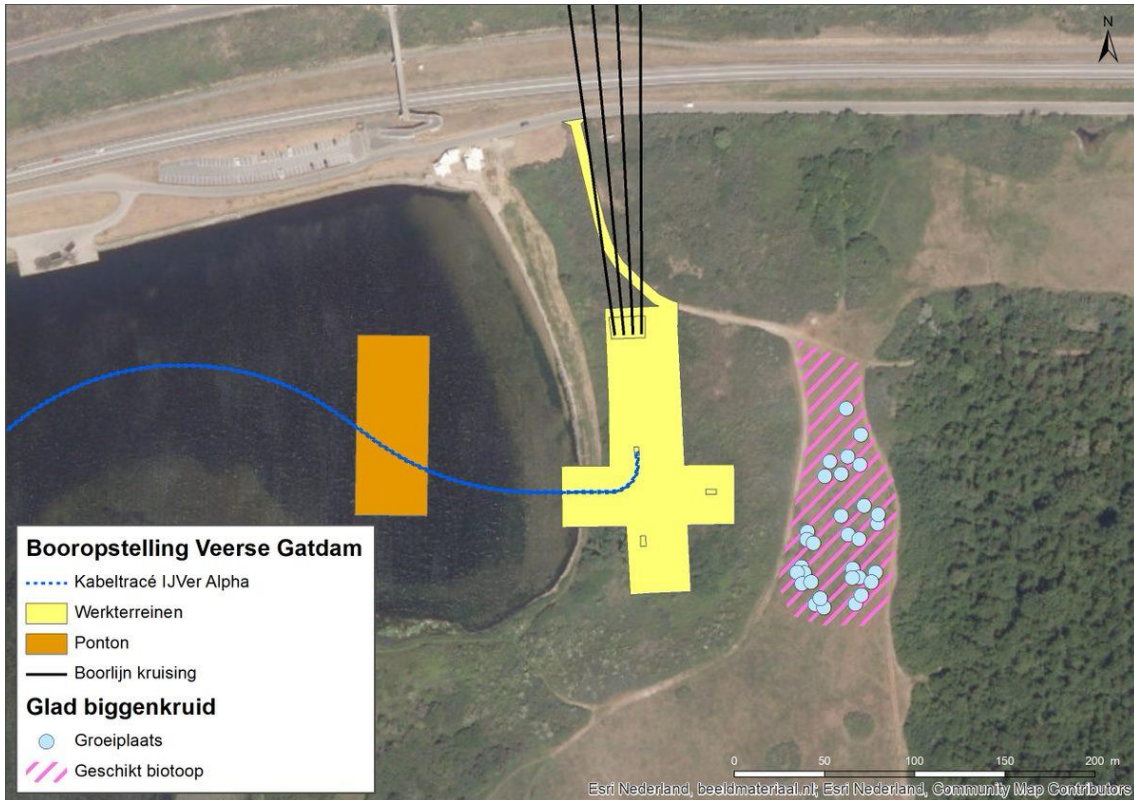 N
Booropstelling Veerse Gatdam
Kabeltracé IJVer Alpha
Werkterreinen
Ponton
Boorlijn kruising
Glad biggenkruid
Groeiplaats
Geschikt biotoop
0 50 100 150 200 m
Esri Nederland, beeldmateriaal.nl; Esri Nederland, Community Map Contributors